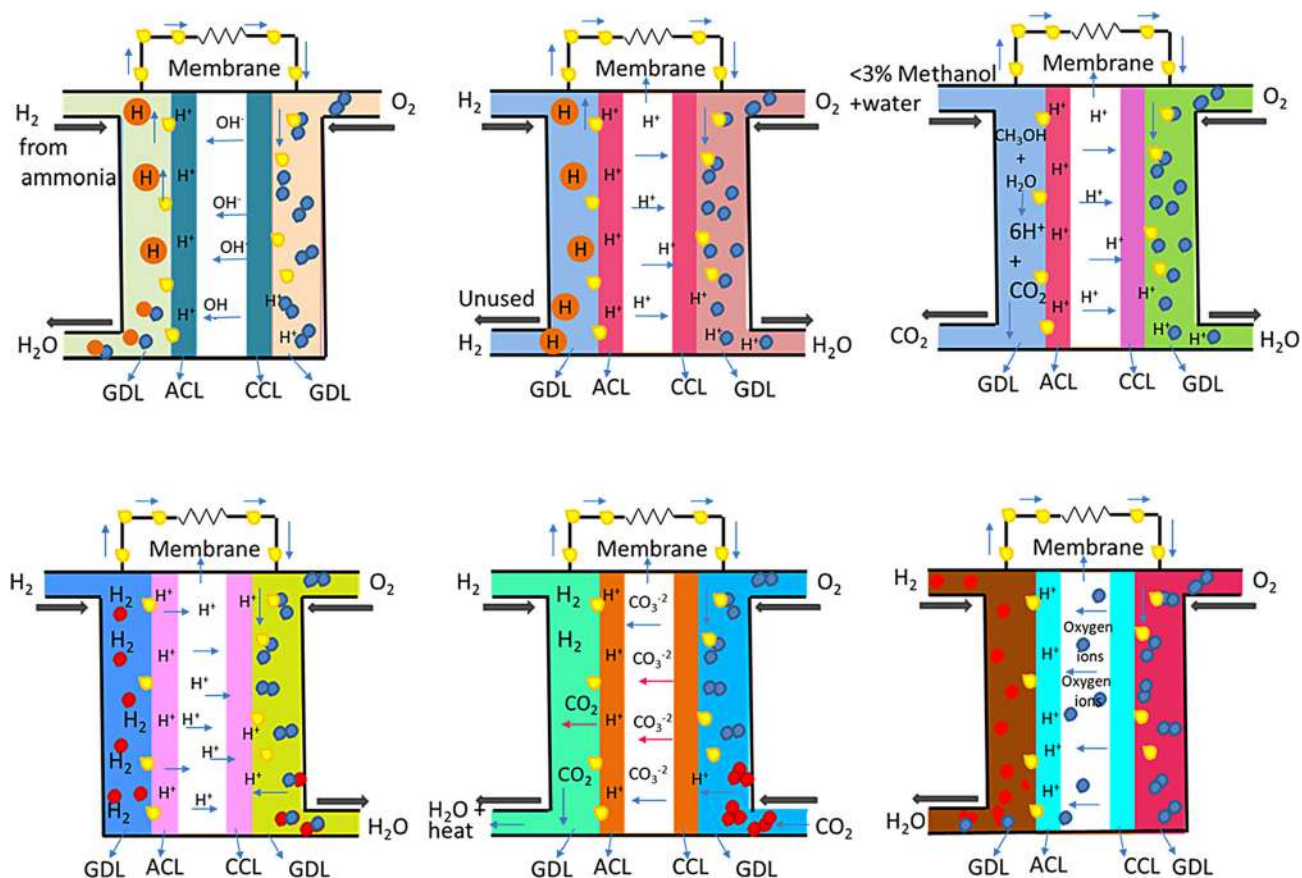 Membrane
H₂
from
ammonia
O₂
H
H
H
H⁺
H⁺
H⁺
H⁺
OH⁻
OH⁻
OH⁻
OH
H⁺
H⁺
H₂O
GDL
ACL
CCL
GDL
Membrane
H₂
O₂
H
H
H
H
H
H⁺
H⁺
H⁺
H⁺
H⁺
H⁺
H⁺
H⁺
H⁺
H⁺
H⁺
Unused
H₂
H₂O
GDL
ACL
CCL
GDL
<3% Methanol
+water
Membrane
O₂
CH₃OH
+
H₂O
6H⁺
+
CO₂
H⁺
H⁺
H⁺
H⁺
H⁺
H⁺
H⁺
H⁺
H⁺
H⁺
CO₂
H₂O
GDL
ACL
CCL
GDL
Membrane
H₂
O₂
H₂
H₂
H₂
H₂
H₂
H⁺
H⁺
H⁺
H⁺
H⁺
H⁺
H⁺
H⁺
H⁺
H⁺
H⁺
H⁺
H⁺
H₂O
GDL
ACL
CCL
GDL
Membrane
H₂
O₂
H₂
H₂
CO₂
CO₂
H⁺
H⁺
H⁺
H⁺
CO₃⁻²
CO₃⁻²
CO₃⁻²
CO₃⁻²
H⁺
H₂O +
heat
CO₂
GDL
ACL
CCL
GDL
Membrane
H₂
O₂
H⁺
H⁺
H⁺
H⁺
H⁺
Oxygen
ions
Oxygen
ions
H₂O
GDL
ACL
CCL
GDL